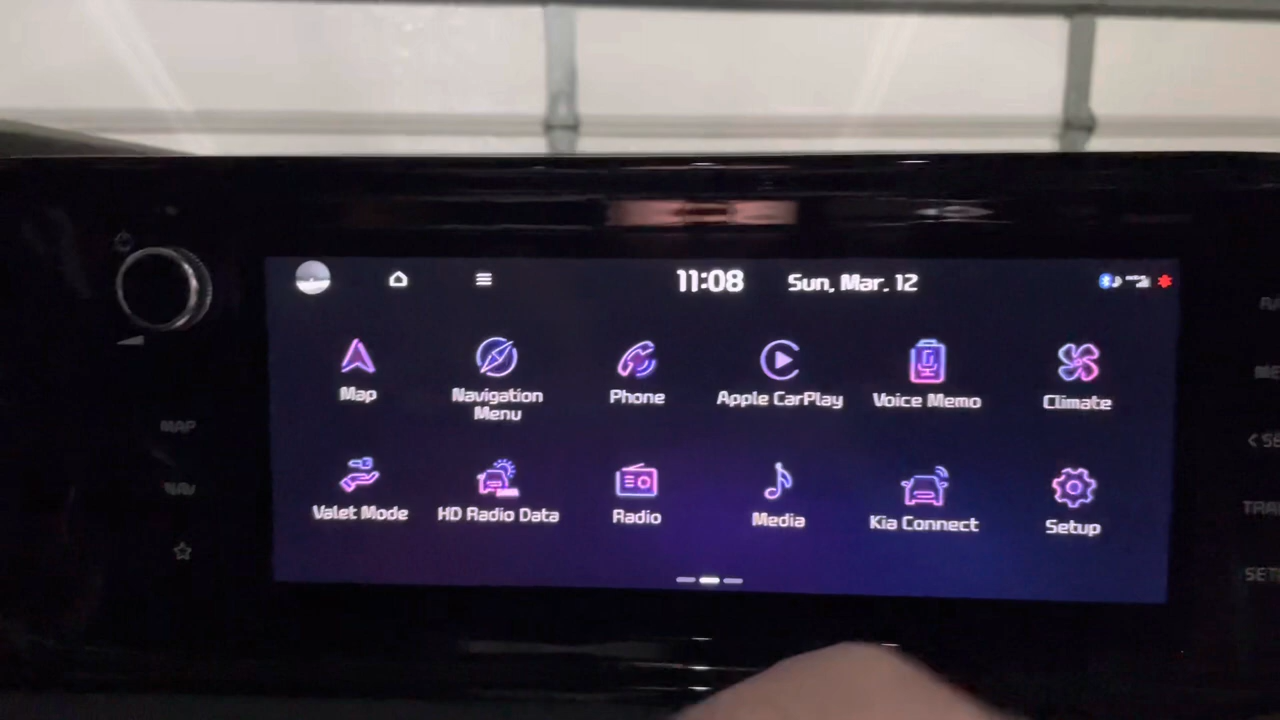 11:08
Sun, Mar. 12
Map
Navigation
Menu
Phone
Apple CarPlay
Voice Memo
Climate
Valet Mode
HD Radio Data
Radio
Media
Kia Connect
Setup
MAP
NAV